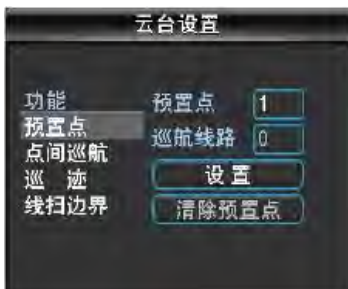 云台设置
功能
预置点
点间巡航
巡 迹
线扫边界
预置点 1
巡航线路 0
设 置
清除预置点